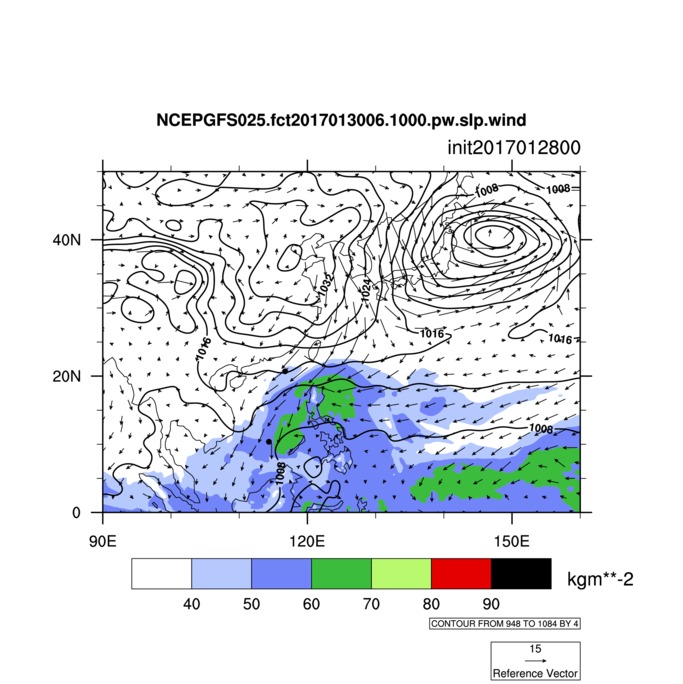 NCEPGFS025.fct2017013006.1000.pw.slp.wind
init2017012800
1008
1008
40N
1032
1024
1016
1016
1016
20N
1008
1008
0
90E 120E 150E
40 50 60 70 80 90
kgm**-2
CONTOUR FROM 948 TO 1084 BY 4
15
Reference Vector